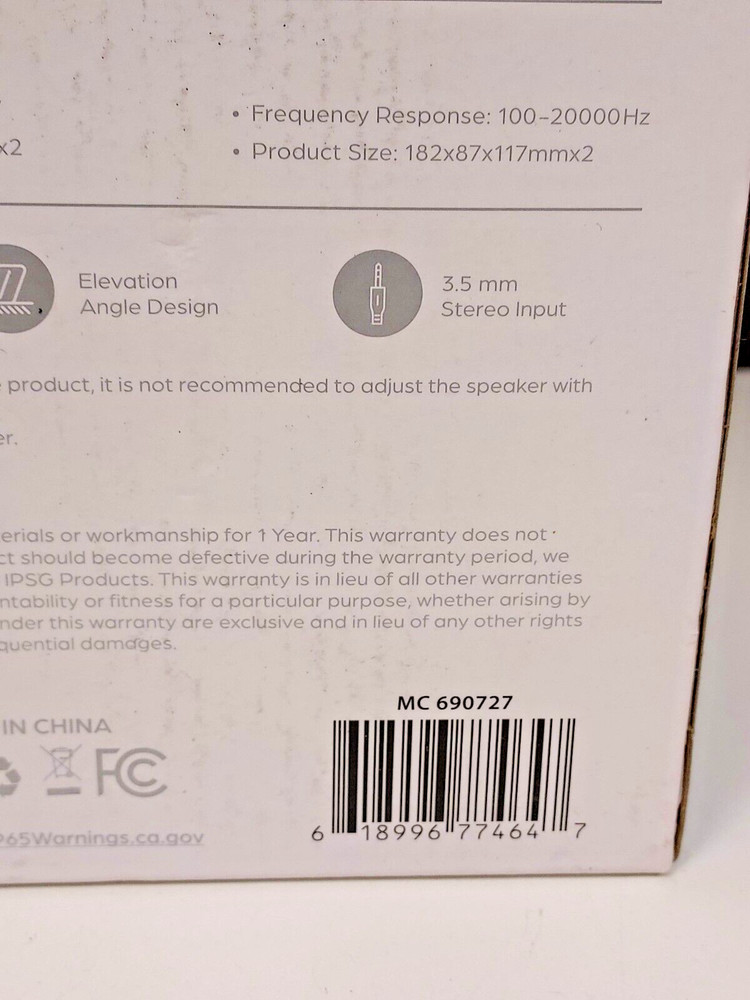 • Frequency Response: 100-20000Hz
x2
• Product Size: 182x87x117mmx2
Elevation
Angle Design
3.5 mm
Stereo Input
product, it is not recommended to adjust the speaker with
er.
erials or workmanship for 1 Year. This warranty does not
ct should become defective during the warranty period, we
IPSG Products. This warranty is in lieu of all other warranties
ntability or fitness for a particular purpose, whether arising by
nder this warranty are exclusive and in lieu of any other rights
quential damages.
MC 690727
IN CHINA
FC
65Warnings.ca.gov
6 18996 77464 7